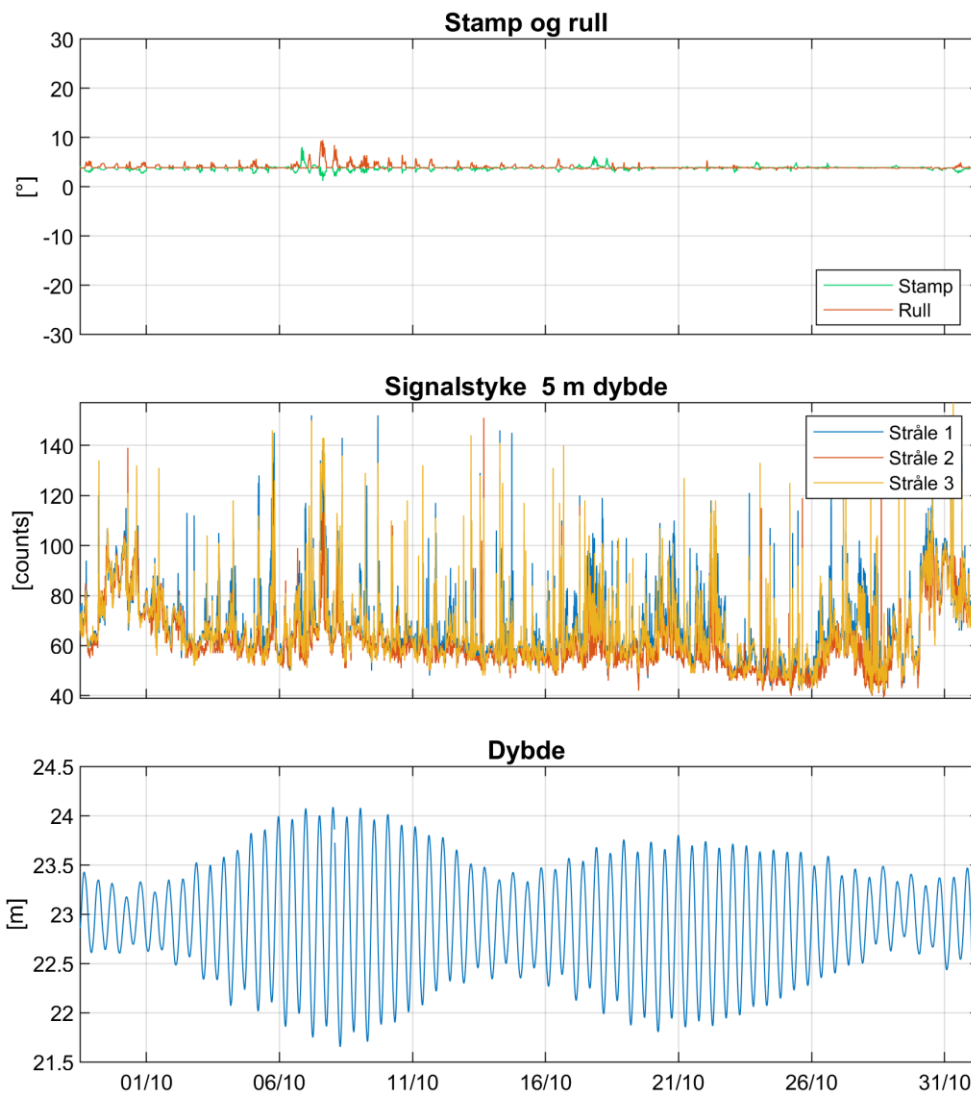 Stamp og rull
30
20
10
0
-10
-20
-30
[°]
Stamp
Rull
Signalstyke 5 m dybde
140
120
100
80
60
40
[counts]
Stråle 1
Stråle 2
Stråle 3
Dybde
24.5
24
23.5
23
22.5
22
21.5
[m]
01/10 06/10 11/10 16/10 21/10 26/10 31/10